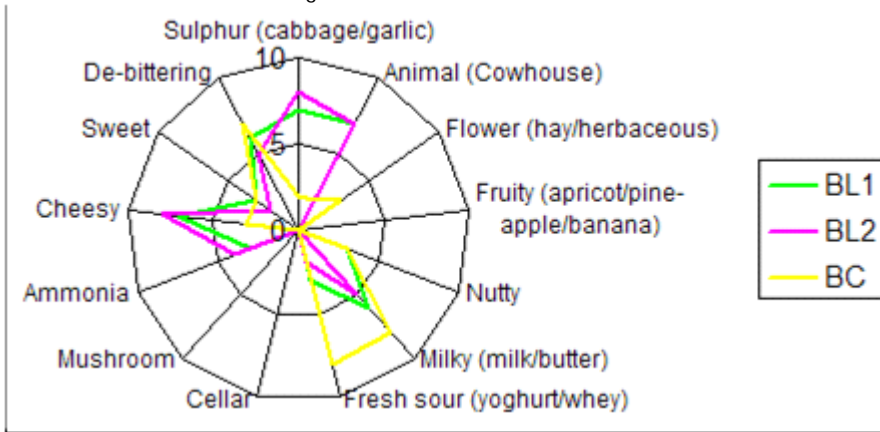 Sulphur (cabbage/garlic)
10
De-bittering
Animal (Cowhouse)
Sweet
5
Flower (hay/herbaceous)
Cheesy
0
Fruity (apricot/pine-
apple/banana)
Ammonia
Nutty
Mushroom
Milky (milk/butter)
Cellar
Fresh sour (yoghurt/whey)
BL1
BL2
BC